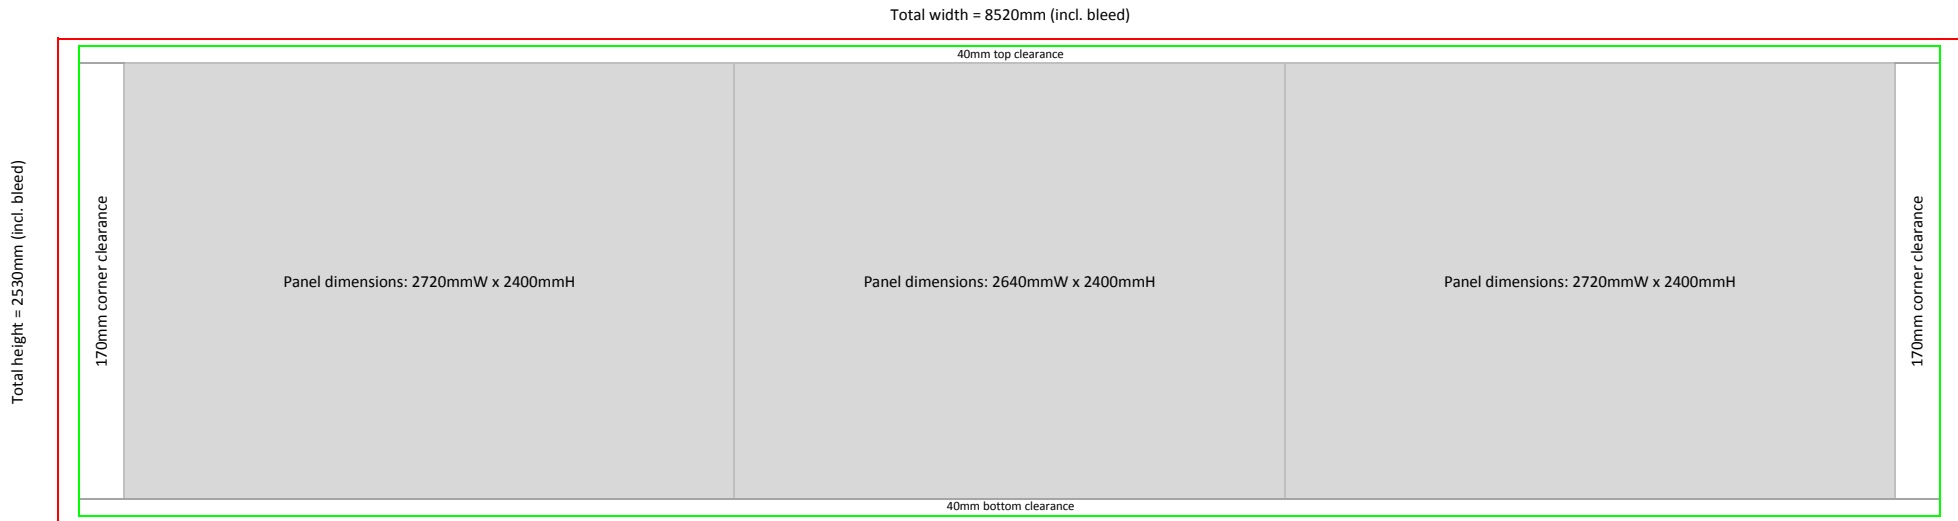 Total width = 8520mm (incl. bleed)
40mm top clearance
Total height = 2530mm (incl. bleed)
170mm corner clearance
Panel dimensions: 2720mmW x 2400mmH
Panel dimensions: 2640mmW x 2400mmH
Panel dimensions: 2720mmW x 2400mmH
170mm corner clearance
40mm bottom clearance